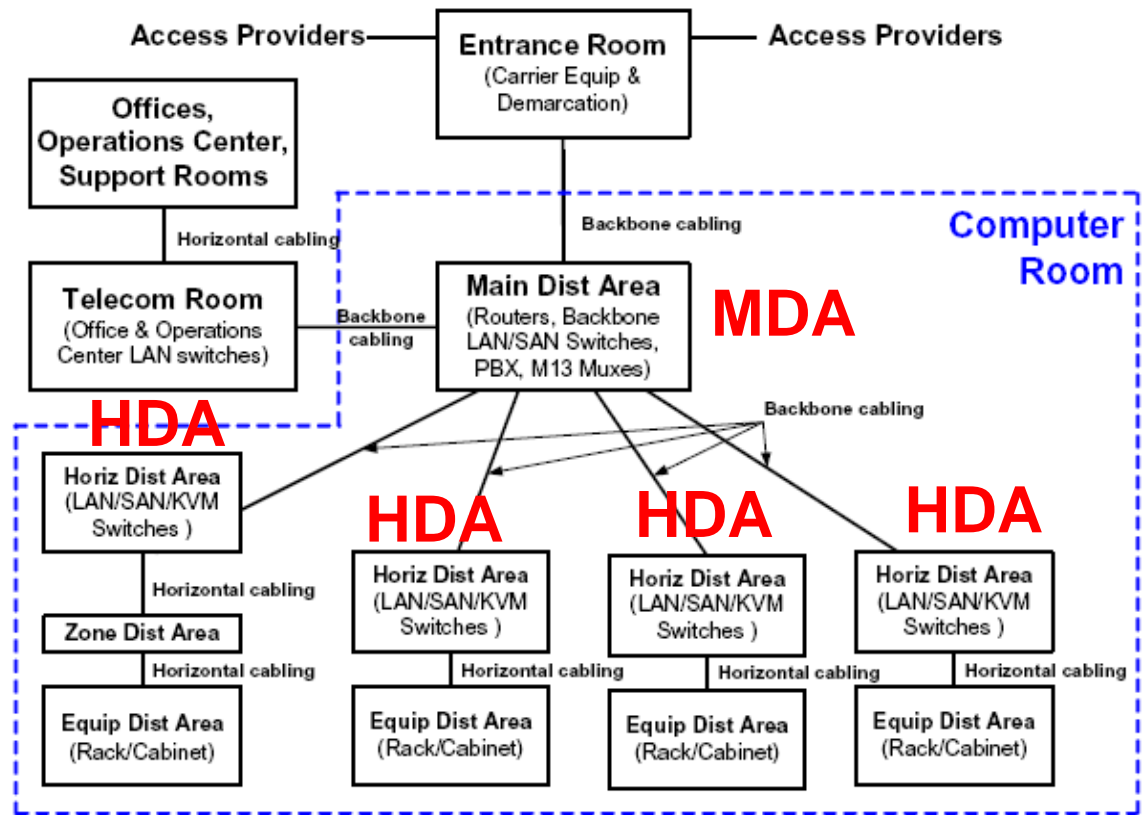 Access Providers
Entrance Room
(Carrier Equip &
Demarcation)
Access Providers
Offices,
Operations Center,
Support Rooms
Horizontal cabling
Backbone cabling
Computer
Room
Telecom Room
(Office & Operations
Center LAN switches)
Backbone
cabling
Main Dist Area
(Routers, Backbone
LAN/SAN Switches,
PBX, M13 Muxes)
MDA
Backbone cabling
HDA
Horiz Dist Area
(LAN/SAN/KVM
Switches )
Horizontal cabling
Zone Dist Area
Horizontal cabling
Equip Dist Area
(Rack/Cabinet)
HDA
Horiz Dist Area
(LAN/SAN/KVM
Switches )
Horizontal cabling
Equip Dist Area
(Rack/Cabinet)
HDA
Horiz Dist Area
(LAN/SAN/KVM
Switches )
Horizontal cabling
Equip Dist Area
(Rack/Cabinet)
HDA
Horiz Dist Area
(LAN/SAN/KVM
Switches )
Horizontal cabling
Equip Dist Area
(Rack/Cabinet)